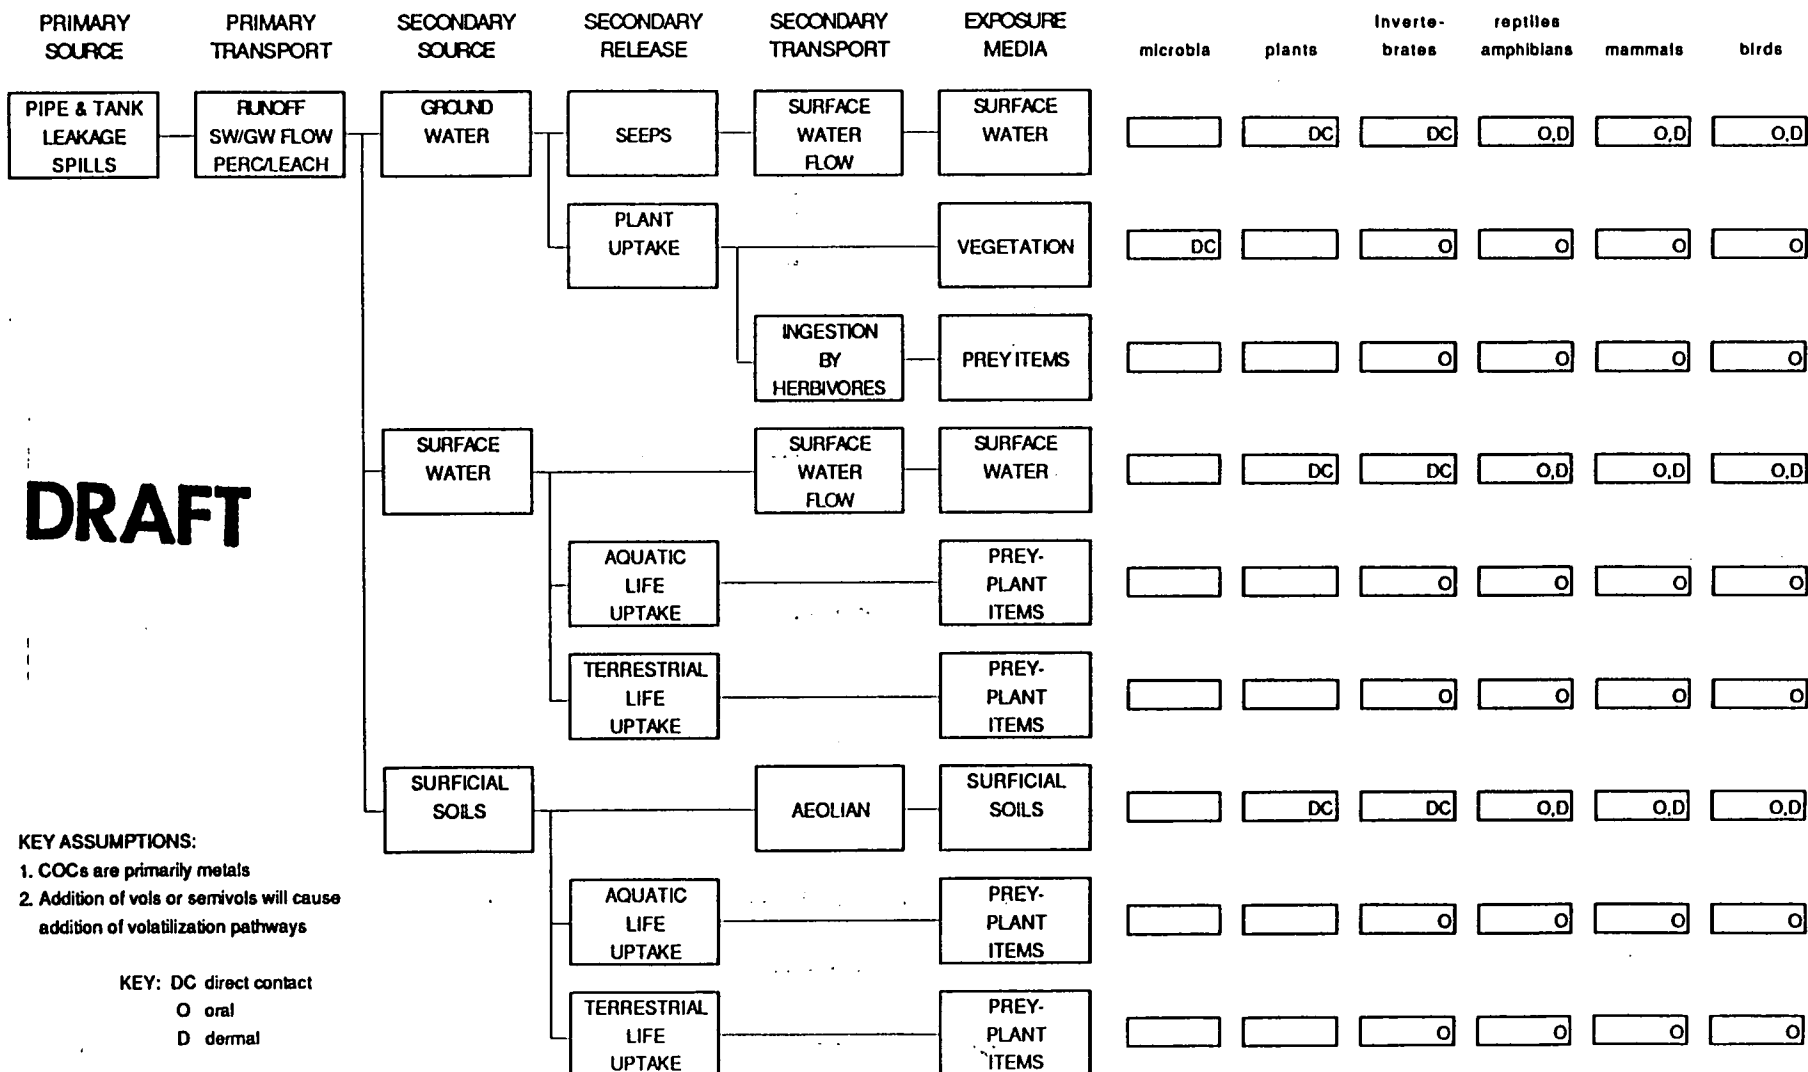 PRIMARY
SOURCE
PRIMARY
TRANSPORT
SECONDARY
SOURCE
SECONDARY
RELEASE
SECONDARY
TRANSPORT
EXPOSURE
MEDIA
microbia
plants
inverte-
brates
reptiles
amphibians
mammals
birds
PIPE & TANK
LEAKAGE
SPILLS
RUNOFF
SW/GW FLOW
PERC/LEACH
GROUND
WATER
SEEPS
SURFACE
WATER
FLOW
SURFACE
WATER
DC
DC
O,D
O,D
O,D
PLANT
UPTAKE
VEGETATION
DC
O
O
O
O
INGESTION
BY
HERBIVORES
PREY ITEMS
O
O
O
O
SURFACE
WATER
SURFACE
WATER
FLOW
SURFACE
WATER
DC
DC
O,D
O,D
O,D
DRAFT
AQUATIC
LIFE
UPTAKE
PREY-
PLANT
ITEMS
O
O
O
O
TERRESTRIAL
LIFE
UPTAKE
PREY-
PLANT
ITEMS
O
O
O
O
SURFICIAL
SOILS
AEOLIAN
SURFICIAL
SOILS
DC
DC
O,D
O,D
O,D
AQUATIC
LIFE
UPTAKE
PREY-
PLANT
ITEMS
O
O
O
O
TERRESTRIAL
LIFE
UPTAKE
PREY-
PLANT
ITEMS
O
O
O
O
KEY ASSUMPTIONS:
1. COCs are primarily metals
2. Addition of vols or semivols will cause
addition of volatilization pathways
KEY: DC direct contact
O oral
D dermal